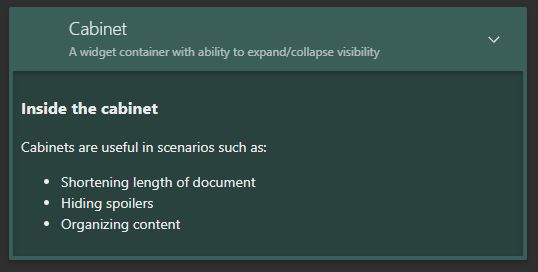 Cabinet
A widget container with ability to expand/collapse visibility
Inside the cabinet
Cabinets are useful in scenarios such as:
• Shortening length of document
• Hiding spoilers
• Organizing content